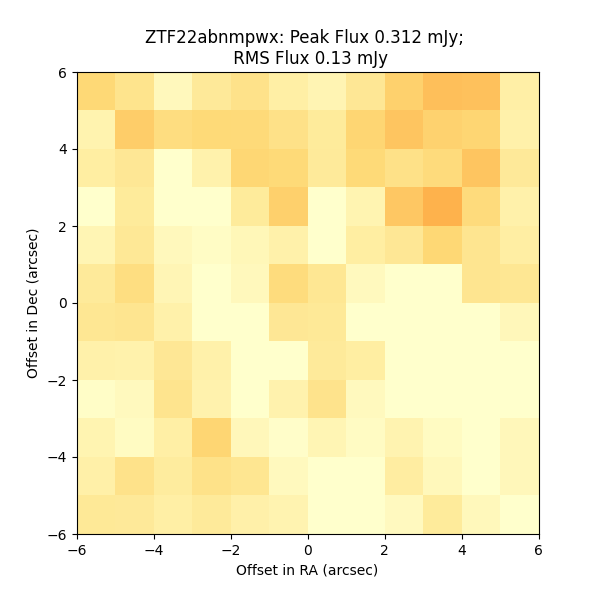 ZTF22abnmpwx: Peak Flux 0.312 mJy;
RMS Flux 0.13 mJy
6
4
2
0
−2
−4
−6
Offset in Dec (arcsec)
−6 −4 −2 0 2 4 6
Offset in RA (arcsec)